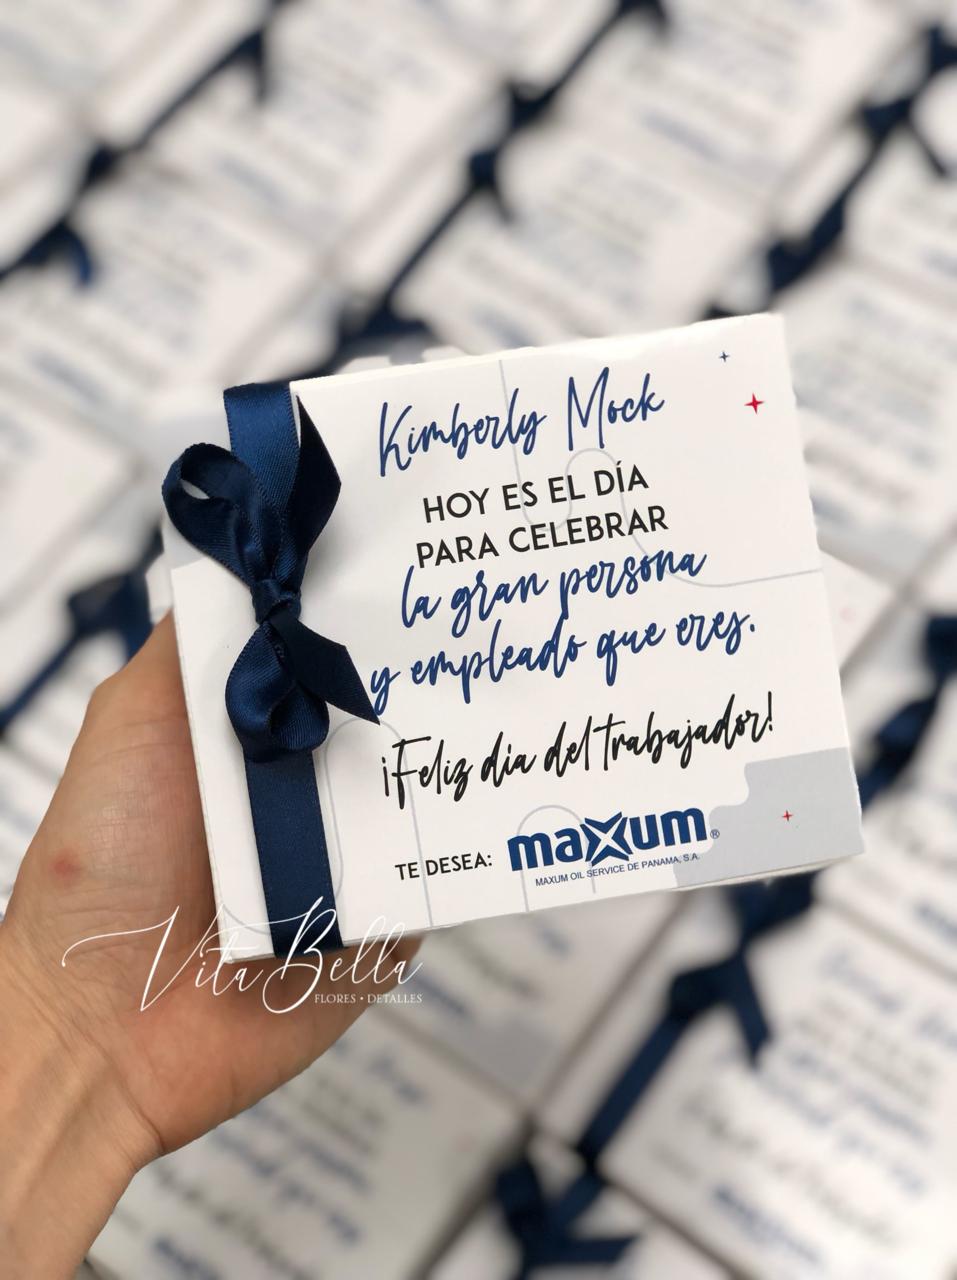 Kimberly Mock
HOY ES EL DÍA
PARA CELEBRAR
la gran persona
y empleado que eres.
¡Feliz día del trabajador!
TE DESEA: maxum®
MAXUM OIL SERVICE DE PANAMA, S.A.
Vita Bella
FLORES • DETALLES